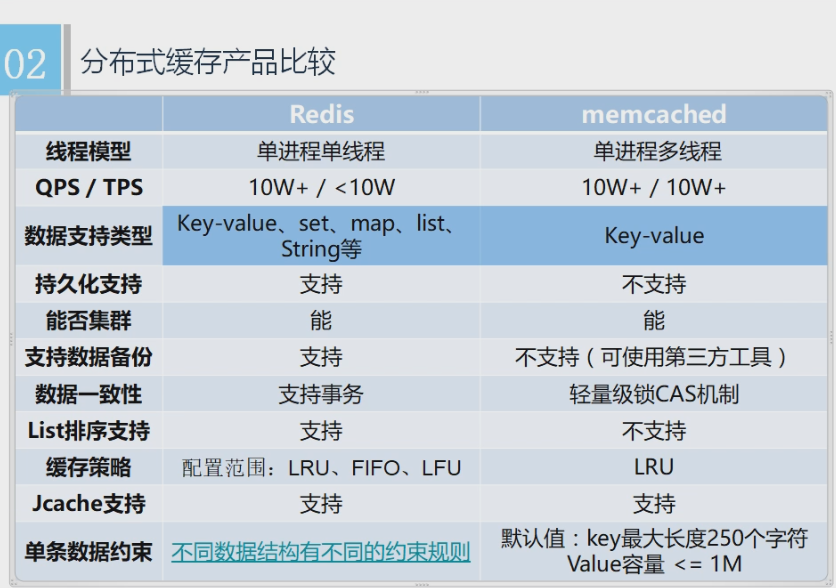 02
分布式缓存产品比较
Redis memcached
线程模型 单进程单线程 单进程多线程
QPS / TPS 10W+ / <10W 10W+ / 10W+
数据支持类型 Key-value、set、map、list、 Key-value
String等
持久化支持 支持 不支持
能否集群 能 能
支持数据备份 支持 不支持（可使用第三方工具）
数据一致性 支持事务 轻量级锁CAS机制
List排序支持 支持 不支持
缓存策略 配置范围：LRU、FIFO、LFU LRU
Jcache支持 支持 支持
单条数据约束 不同数据结构有不同的约束规则 默认值：key最大长度250个字符
Value容量 <= 1M